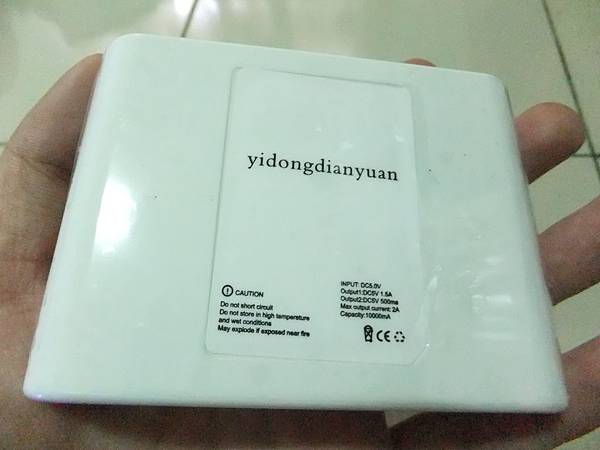 yidongdianyuan
CAUTION
Do not short circuit
Do not store in high temperature
and wet conditions
May explode if exposed near fire
INPUT: DC5.0V
Output1:DC5V 1.5A
Output2:DC5V 500ma
Max output current: 2A
Capacity:10000mA
CE